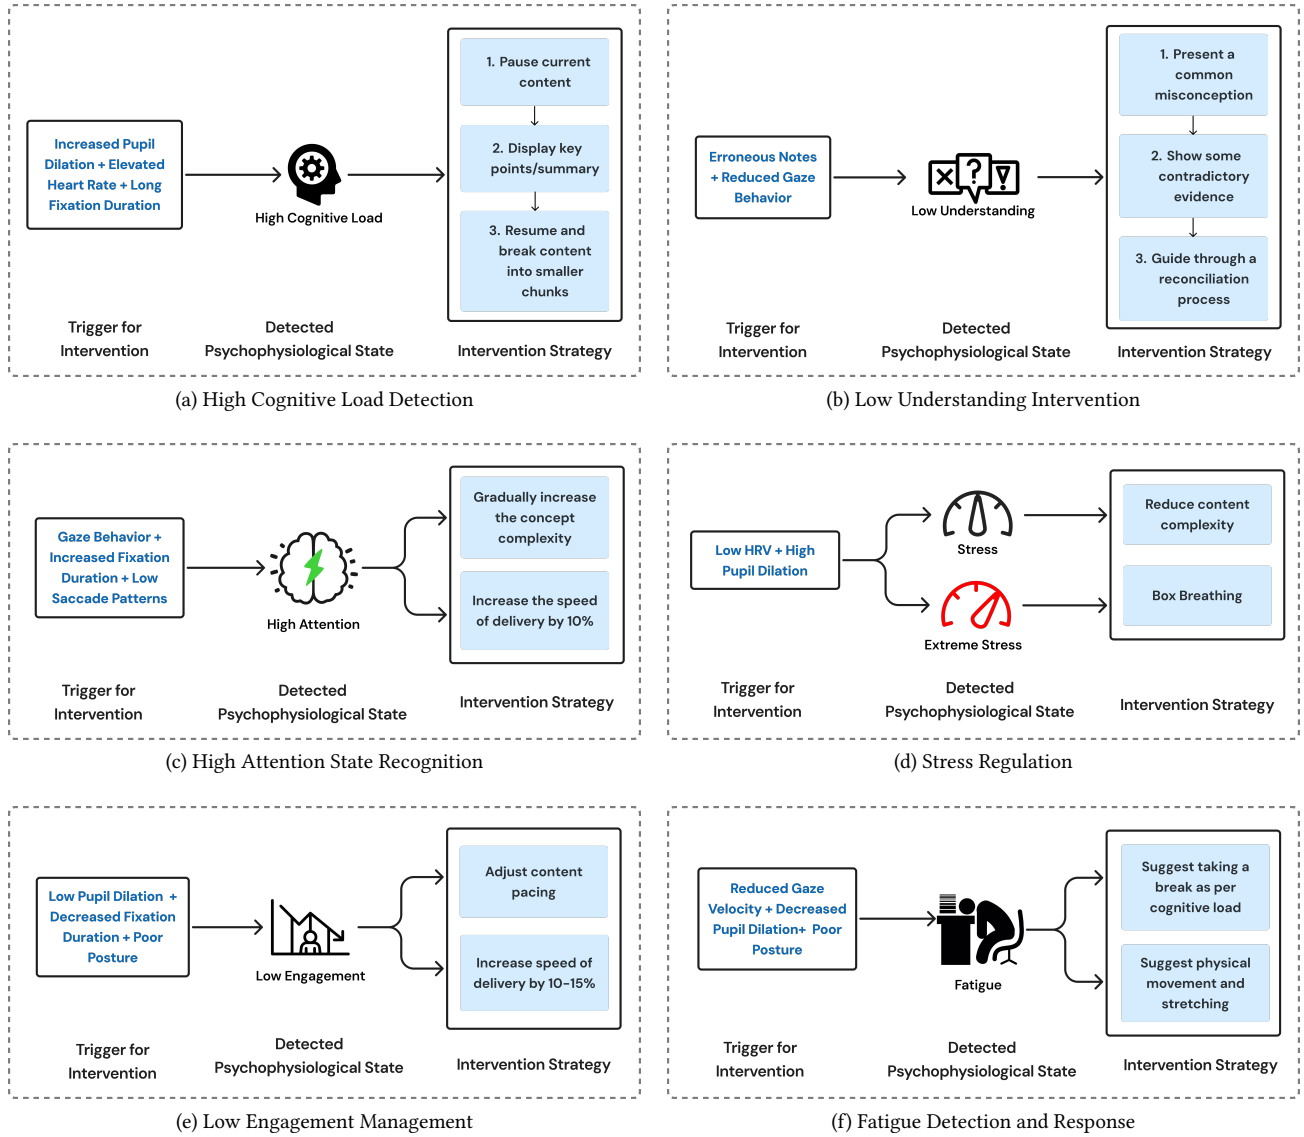 Increased Pupil
Dilation + Elevated
Heart Rate + Long
Fixation Duration
High Cognitive Load
1. Pause current
content
2. Display key
points/summary
3. Resume and
break content
into smaller
chunks
Trigger for
Intervention
Detected
Psychophysiological State
Intervention Strategy
(a) High Cognitive Load Detection
Erroneous Notes
+ Reduced Gaze
Behavior
Low Understanding
1. Present a
common
misconception
2. Show some
contradictory
evidence
3. Guide through a
reconciliation
process
Trigger for
Intervention
Detected
Psychophysiological State
Intervention Strategy
(b) Low Understanding Intervention
Gaze Behavior +
Increased Fixation
Duration + Low
Saccade Patterns
High Attention
Gradually increase
the concept
complexity
Increase the speed
of delivery by 10%
Trigger for
Intervention
Detected
Psychophysiological State
Intervention Strategy
(c) High Attention State Recognition
Low HRV + High
Pupil Dilation
Stress
Extreme Stress
Reduce content
complexity
Box Breathing
Trigger for
Intervention
Detected
Psychophysiological State
Intervention Strategy
(d) Stress Regulation
Low Pupil Dilation +
Decreased Fixation
Duration + Poor
Posture
Low Engagement
Adjust content
pacing
Increase speed of
delivery by 10-15%
Trigger for
Intervention
Detected
Psychophysiological State
Intervention Strategy
(e) Low Engagement Management
Reduced Gaze
Velocity + Decreased
Pupil Dilation+ Poor
Posture
Fatigue
Suggest taking a
break as per
cognitive load
Suggest physical
movement and
stretching
Trigger for
Intervention
Detected
Psychophysiological State
Intervention Strategy
(f) Fatigue Detection and Response